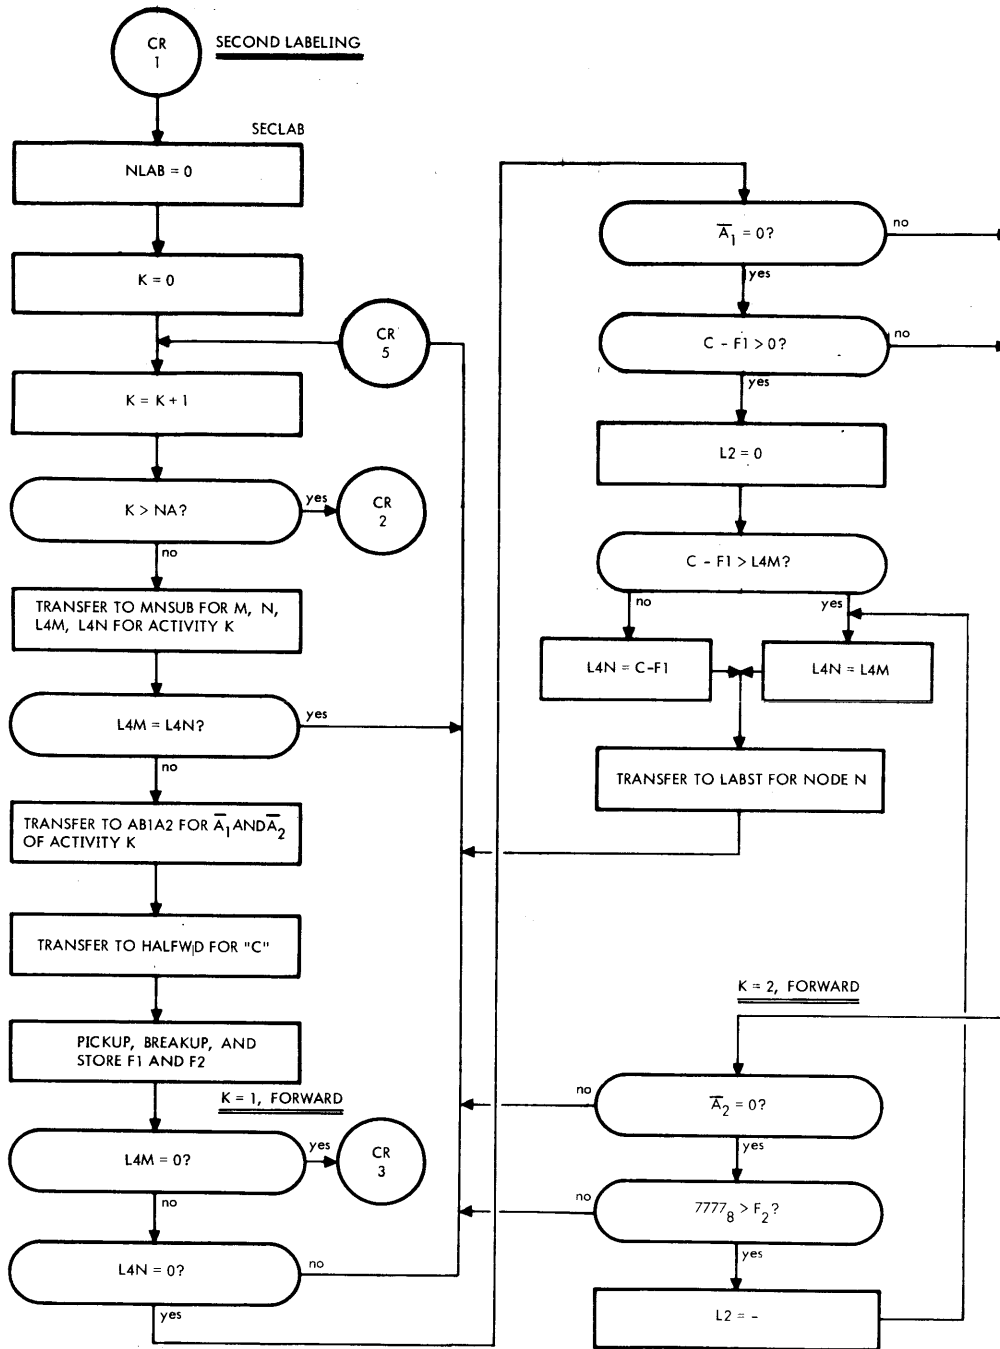 CR
1
SECOND LABELING
SECLAB
NLAB = 0
K = 0
CR
5
K = K + 1
K > NA?
yes
CR
2
no
TRANSFER TO MNSUB FOR M, N,
L4M, L4N FOR ACTIVITY K
L4M = L4N?
yes
no
TRANSFER TO AB1A2 FOR A̅₁ AND A̅₂
OF ACTIVITY K
TRANSFER TO HALFWD FOR "C"
PICKUP, BREAKUP, AND
STORE F1 AND F2
K = 1, FORWARD
L4M = 0?
yes
CR
3
no
L4N = 0?
no
yes
A̅₁ = 0?
no
yes
C - F1 > 0?
no
yes
L2 = 0
C - F1 > L4M?
no
yes
L4N = C-F1
L4N = L4M
TRANSFER TO LABST FOR NODE N
K = 2, FORWARD
A̅₂ = 0?
no
yes
7777₈ > F₂?
no
yes
L2 = -